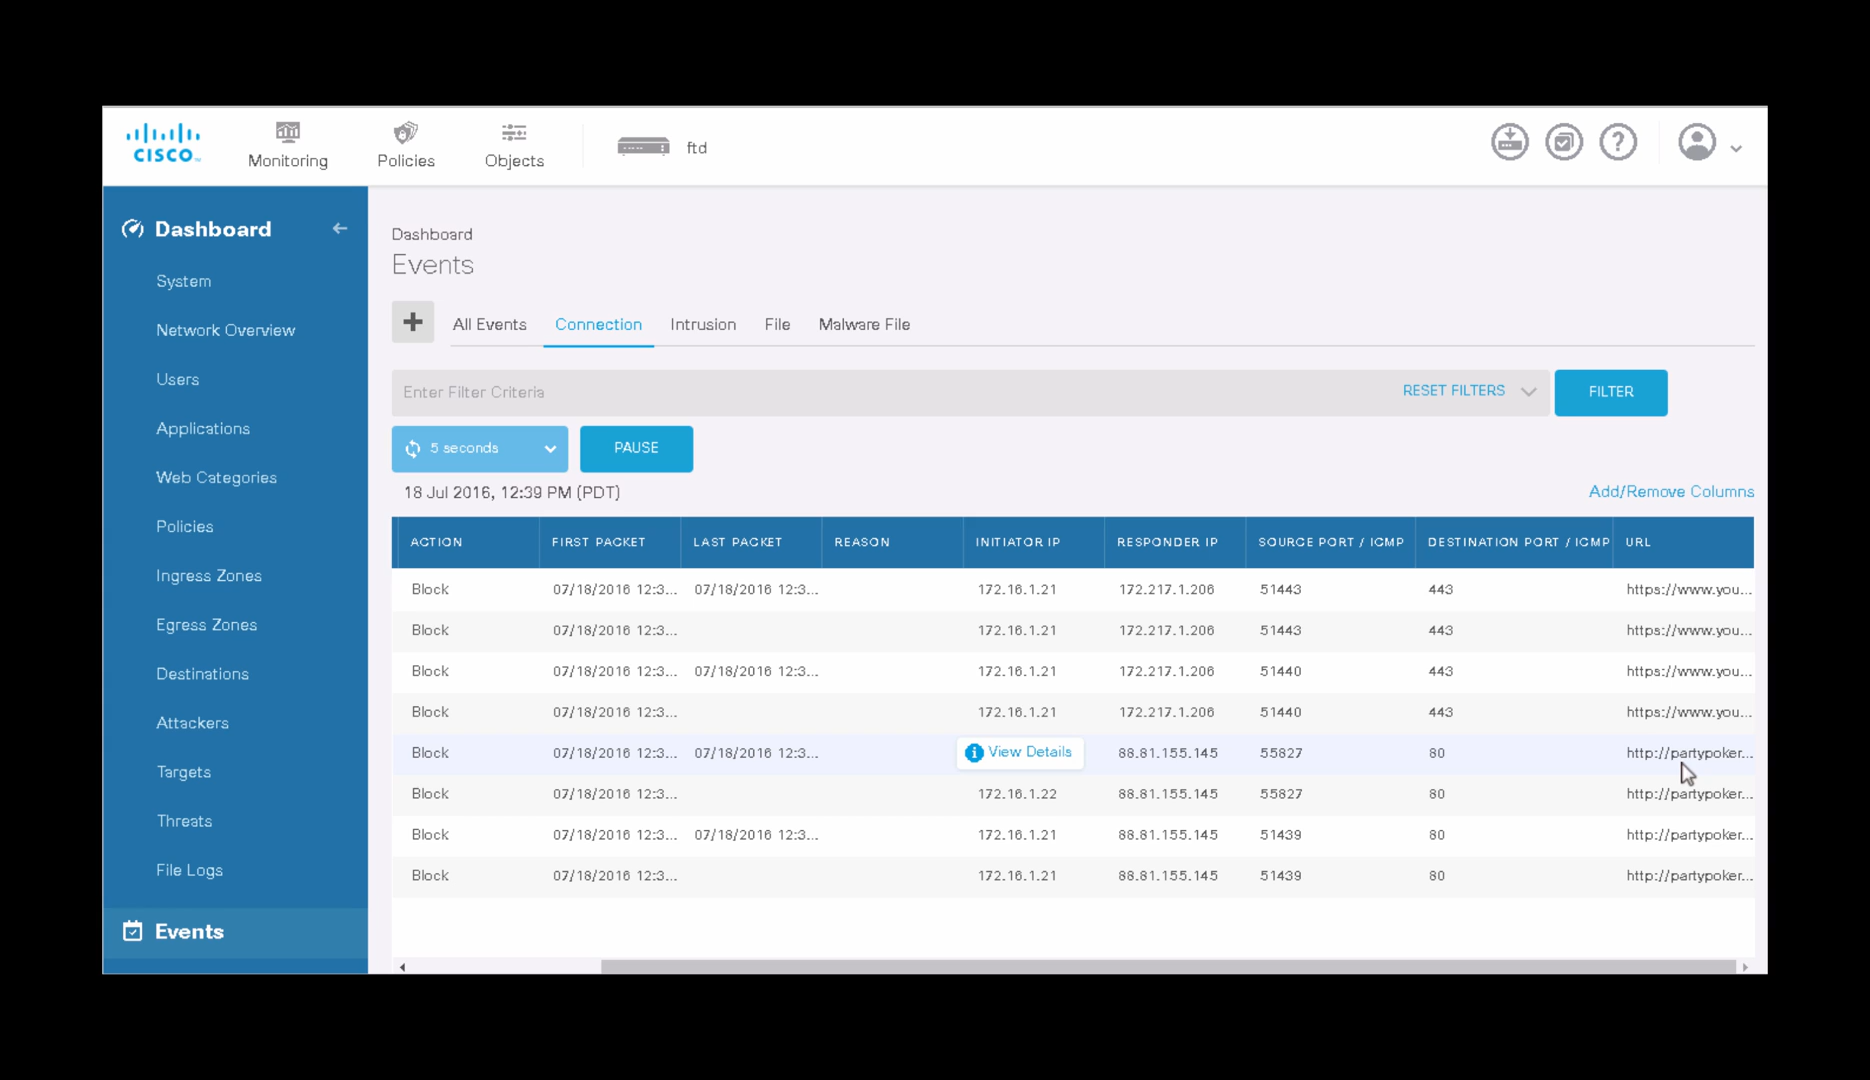 CISCO
Monitoring
Policies
Objects
ftd
Dashboard
System
Network Overview
Users
Applications
Web Categories
Policies
Ingress Zones
Egress Zones
Destinations
Attackers
Targets
Threats
File Logs
Events
Dashboard
Events
All Events Connection Intrusion File Malware File
Enter Filter Criteria RESET FILTERS FILTER
5 seconds PAUSE
18 Jul 2016, 12:39 PM (PDT) Add/Remove Columns
ACTION FIRST PACKET LAST PACKET REASON INITIATOR IP RESPONDER IP SOURCE PORT / ICMP DESTINATION PORT / ICMP URL
Block 07/18/2016 12:3... 07/18/2016 12:3... 172.16.1.21 172.217.1.206 51443 443 https://www.you...
Block 07/18/2016 12:3... 172.16.1.21 172.217.1.206 51443 443 https://www.you...
Block 07/18/2016 12:3... 07/18/2016 12:3... 172.16.1.21 172.217.1.206 51440 443 https://www.you...
Block 07/18/2016 12:3... 172.16.1.21 172.217.1.206 51440 443 https://www.you...
Block 07/18/2016 12:3... 07/18/2016 12:3... View Details 88.81.155.145 55827 80 http://partypoker...
Block 07/18/2016 12:3... 172.16.1.22 88.81.155.145 55827 80 http://partypoker...
Block 07/18/2016 12:3... 07/18/2016 12:3... 172.16.1.21 88.81.155.145 51439 80 http://partypoker...
Block 07/18/2016 12:3... 172.16.1.21 88.81.155.145 51439 80 http://partypoker...